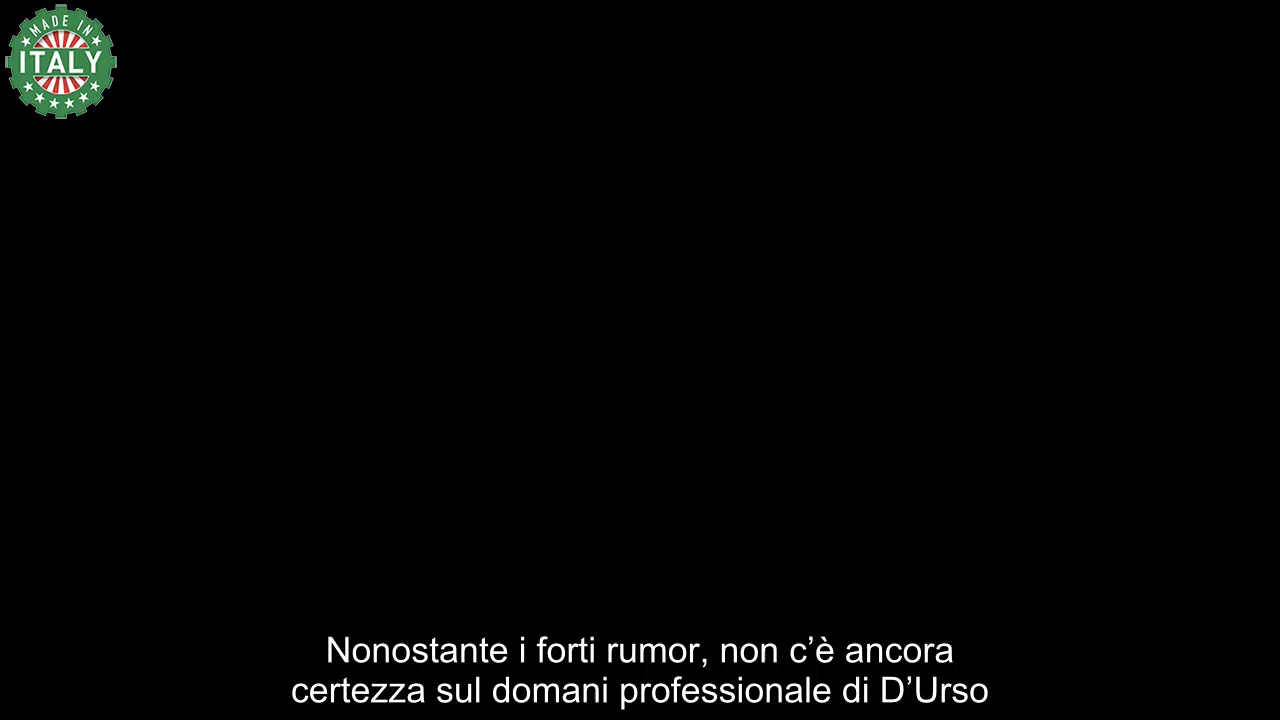 MADE IN
ITALY
Nonostante i forti rumor, non c’è ancora
certezza sul domani professionale di D’Urso